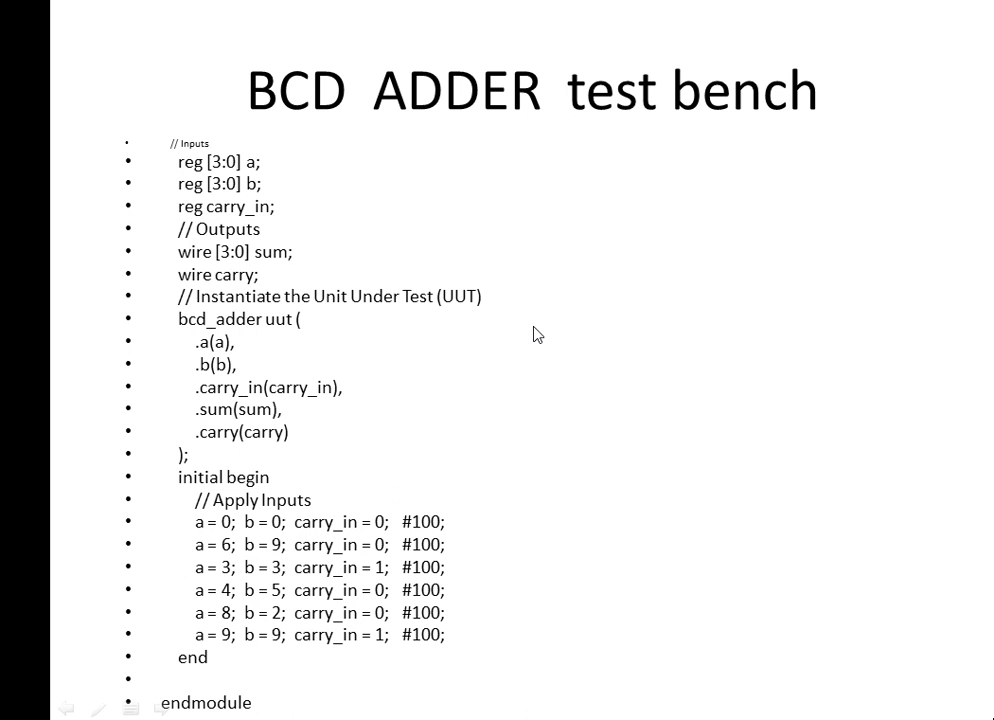 BCD ADDER test bench
• // Inputs
• reg [3:0] a;
• reg [3:0] b;
• reg carry_in;
• // Outputs
• wire [3:0] sum;
• wire carry;
• // Instantiate the Unit Under Test (UUT)
• bcd_adder uut (
• .a(a),
• .b(b),
• .carry_in(carry_in),
• .sum(sum),
• .carry(carry)
• );
• initial begin
• // Apply Inputs
• a = 0; b = 0; carry_in = 0; #100;
• a = 6; b = 9; carry_in = 0; #100;
• a = 3; b = 3; carry_in = 1; #100;
• a = 4; b = 5; carry_in = 0; #100;
• a = 8; b = 2; carry_in = 0; #100;
• a = 9; b = 9; carry_in = 1; #100;
• end
•
• endmodule